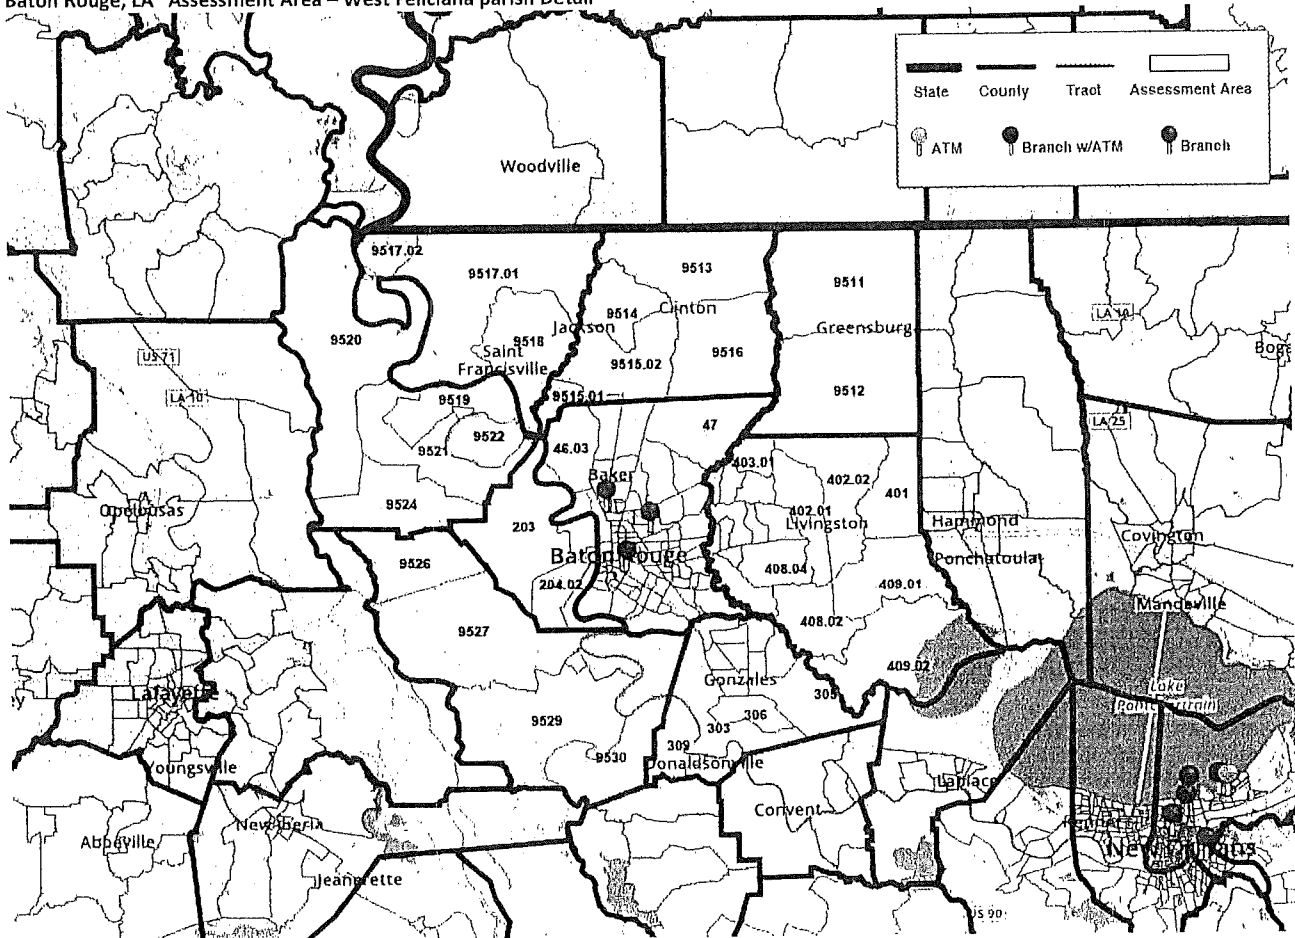 Baton Rouge, LA Assessment Area – West Feliciana parish Detail
State County Tract Assessment Area
ATM Branch w/ATM Branch
Woodville
9517.02
9517.01
9513
9511
9514
Clinton
LA 10
Jackson
Greensburg
9520
9518
US 71
Saint
Francisville
9515.02
9516
LA 10
9519
9515.01
9512
LA 25
47
9522
9521
46.03
403.01
Baker
402.02
401
9524
Opelousas
402.01
203
Livingston
Hammond
Covington
Baton Rouge
Ponchatoula
9526
408.04
204.02
409.01
Mandeville
408.02
9527
409.02
Gonzales
Lafayette
305
Lake
Pontchartrain
306
9529
303
309
9530
Donaldsonville
Youngsville
Laplace
Convent
New Iberia
Abbeville
Kenner
New Orleans
Jeanerette
US 90